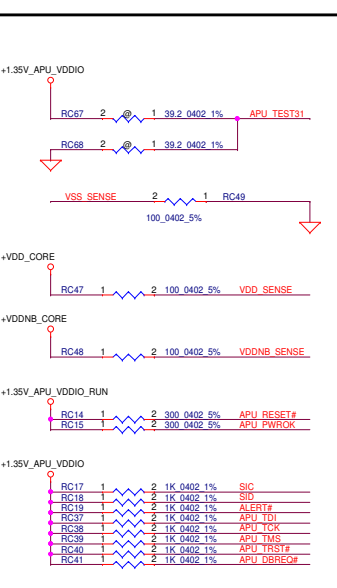 +1.35V_APU_VDDIO
RC67 2 @ 1 39.2_0402_1% APU_TEST31
RC68 2 @ 1 39.2_0402_1%
VSS_SENSE 2 1 RC49
100_0402_5%
+VDD_CORE
RC47 1 2 100_0402_5% VDD_SENSE
+VDDNB_CORE
RC48 1 2 100_0402_5% VDDNB_SENSE
+1.35V_APU_VDDIO_RUN
RC14 1 2 300_0402_5% APU_RESET#
RC15 1 2 300_0402_5% APU_PWROK
+1.35V_APU_VDDIO
RC17 1 2 1K_0402_1% SIC
RC18 1 2 1K_0402_1% SID
RC19 1 2 1K_0402_1% ALERT#
RC37 1 2 1K_0402_1% APU_TDI
RC38 1 2 1K_0402_1% APU_TCK
RC39 1 2 1K_0402_1% APU_TMS
RC40 1 2 1K_0402_1% APU_TRST#
RC41 1 2 1K_0402_1% APU_DBREQ#